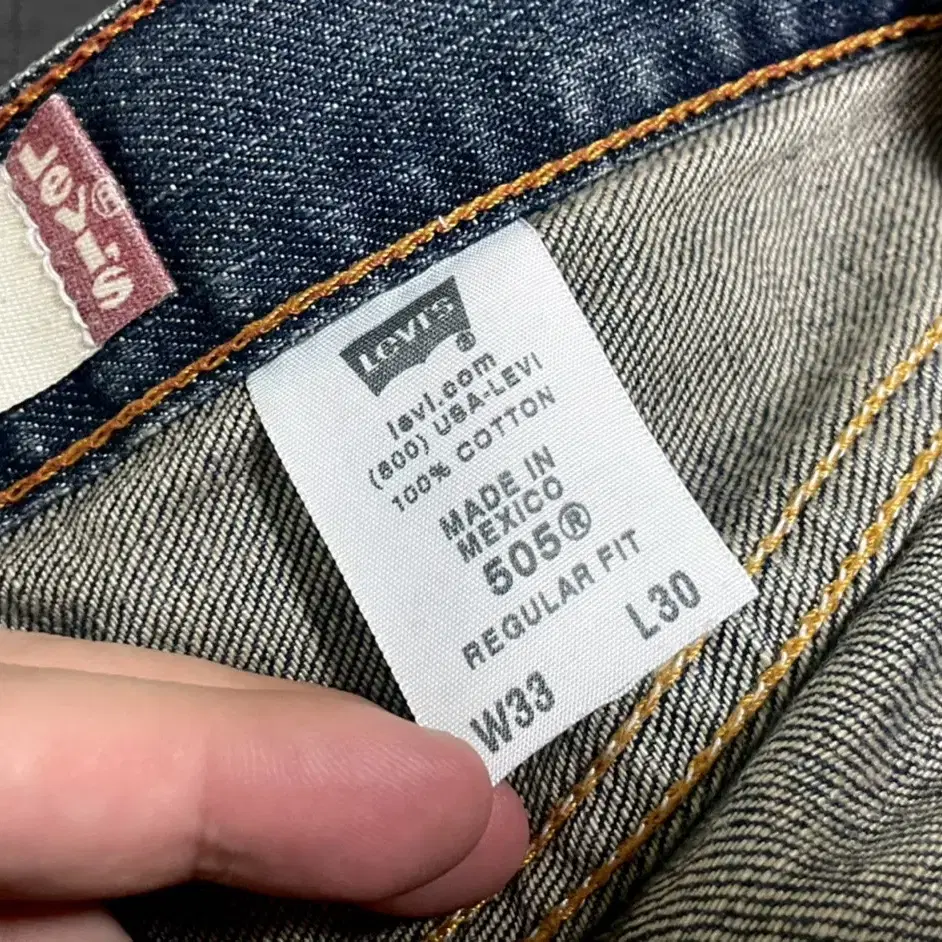 Levi's®
LEVI'S®
levi.com
(800) USA-LEVI
100% COTTON
MADE IN
MEXICO
505®
REGULAR FIT
W33 L30